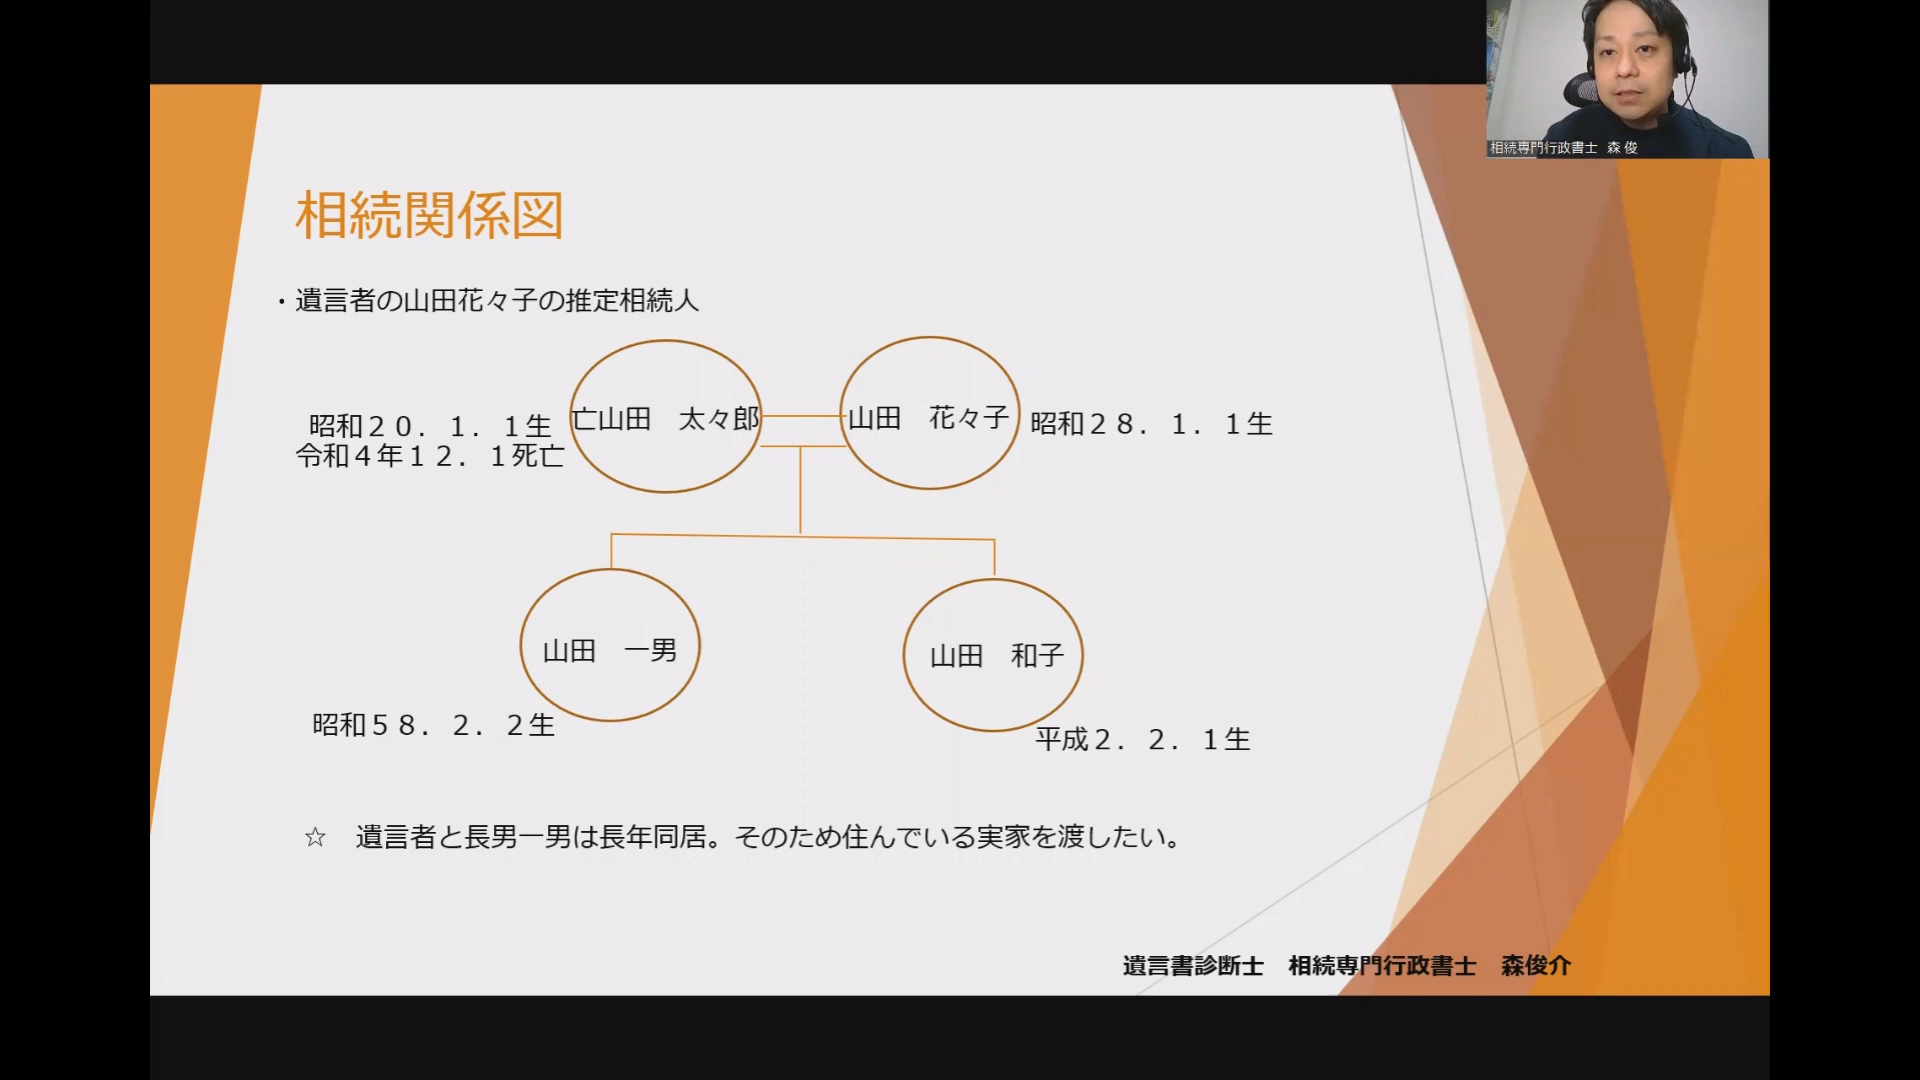 相続専門行政書士 森 俊
相続関係図
・遺言者の山田花々子の推定相続人
昭和２０．１．１生
令和４年１２．１死亡
亡山田　太々郎
山田　花々子
昭和２８．１．１生
山田　一男
山田　和子
昭和５８．２．２生
平成２．２．１生
☆　遺言者と長男一男は長年同居。そのため住んでいる実家を渡したい。
遺言書診断士　相続専門行政書士　森俊介